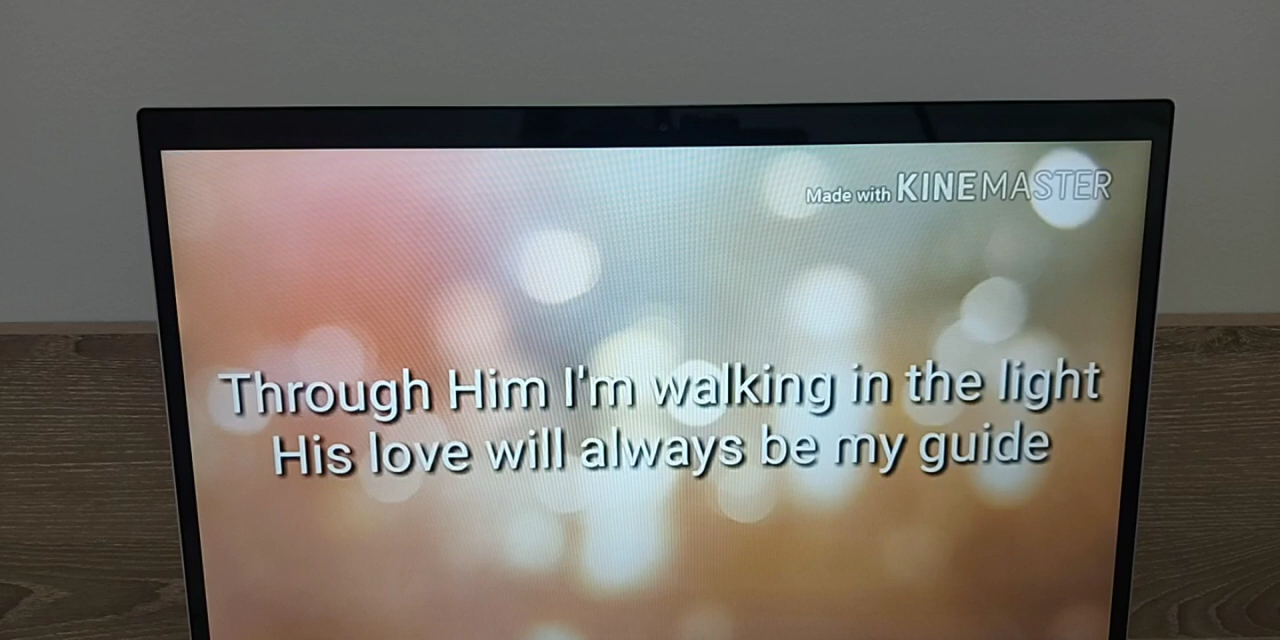 Made with KINEMASTER
Through Him I'm walking in the light
His love will always be my guide